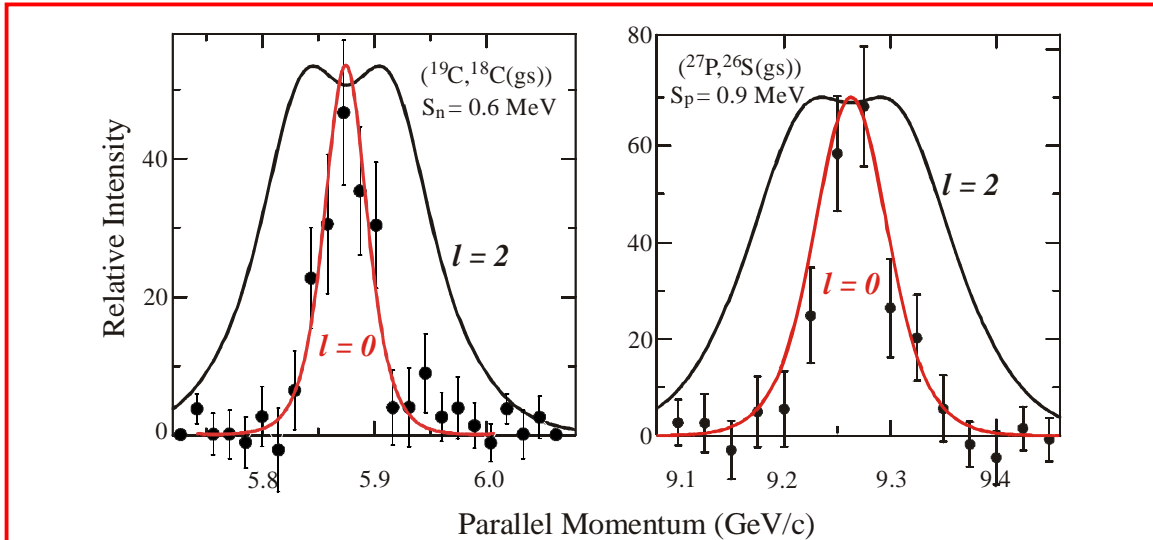 (¹⁹C,¹⁸C(gs))
Sₙ = 0.6 MeV
l = 2
l = 0
Relative Intensity
40
20
0
5.8
5.9
6.0
(²⁷P,²⁶S(gs))
Sₚ = 0.9 MeV
l = 2
l = 0
80
70
60
40
20
0
9.1
9.2
9.3
9.4
Parallel Momentum (GeV/c)